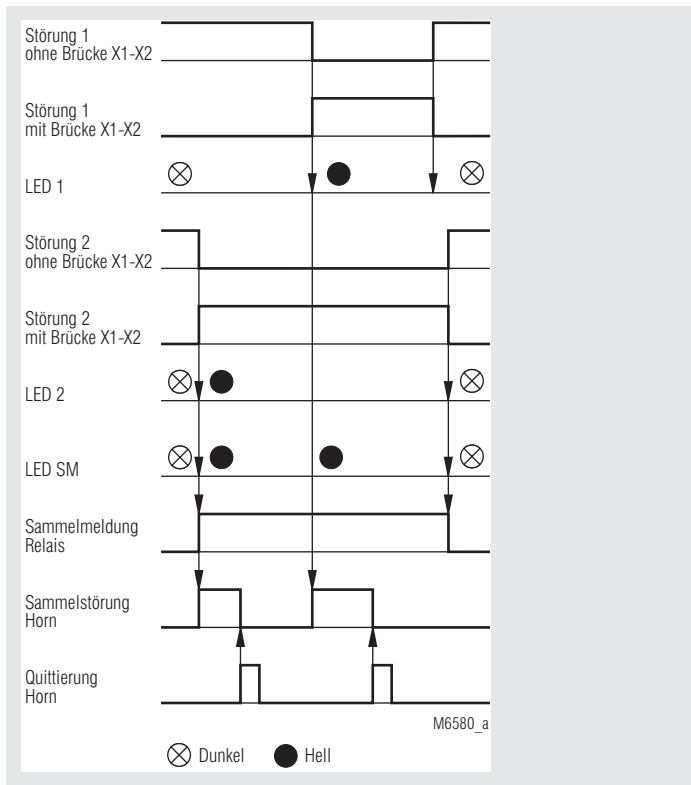 Störung 1
ohne Brücke X1-X2
Störung 1
mit Brücke X1-X2
LED 1
Störung 2
ohne Brücke X1-X2
Störung 2
mit Brücke X1-X2
LED 2
LED SM
Sammelmeldung
Relais
Sammelstörung
Horn
Quittierung
Horn
M6580_a
Dunkel Hell